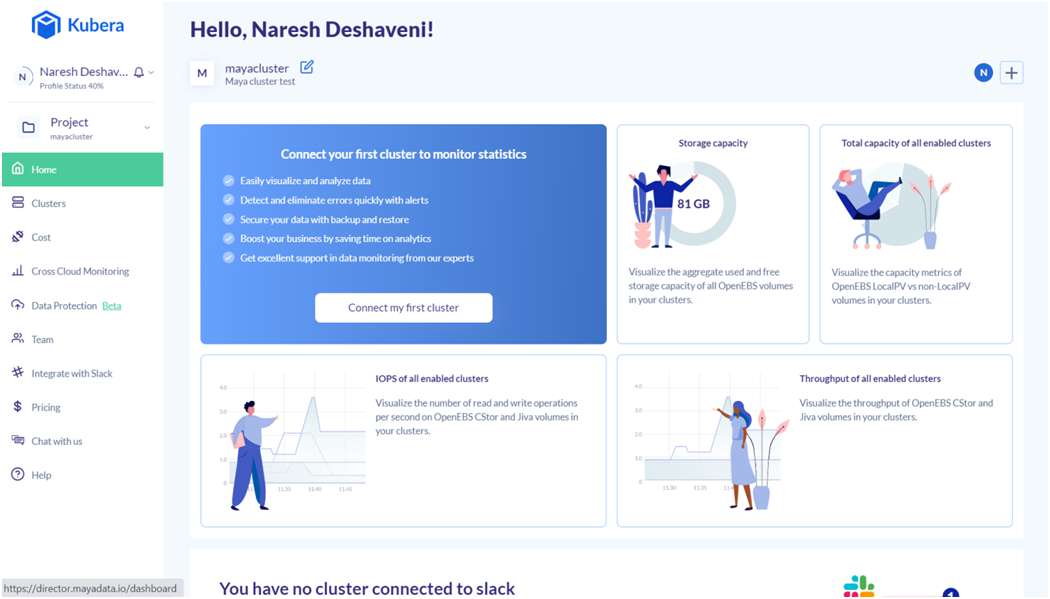 Kubera
N
Naresh Deshav...
Profile Status 40%
Project
mayacluster
Home
Clusters
Cost
Cross Cloud Monitoring
Data Protection Beta
Team
Integrate with Slack
Pricing
Chat with us
Help
https://director.mayadata.io/dashboard
Hello, Naresh Deshaveni!
M
mayacluster
Maya cluster test
N
Connect your first cluster to monitor statistics
Easily visualize and analyze data
Detect and eliminate errors quickly with alerts
Secure your data with backup and restore
Boost your business by saving time on analytics
Get excellent support in data monitoring from our experts
Connect my first cluster
Storage capacity
81 GB
Visualize the aggregate used and free
storage capacity of all OpenEBS volumes
in your clusters.
Total capacity of all enabled clusters
Visualize the capacity metrics of
OpenEBS LocalPV vs non-LocalPV
volumes in your clusters.
IOPS of all enabled clusters
Visualize the number of read and write operations
per second on OpenEBS CStor and Jiva volumes in
your clusters.
4.0
3.0
2.0
1.0
0
11:35
11:40
11:45
Throughput of all enabled clusters
Visualize the throughput of OpenEBS CStor and
Jiva volumes in your clusters.
4.0
3.0
2.0
1.0
0
11:30
11:35
You have no cluster connected to slack